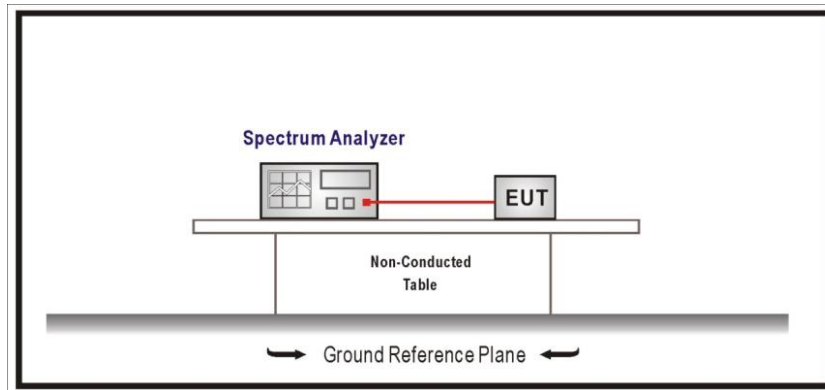 Spectrum Analyzer
EUT
Non-Conducted
Table
Ground Reference Plane